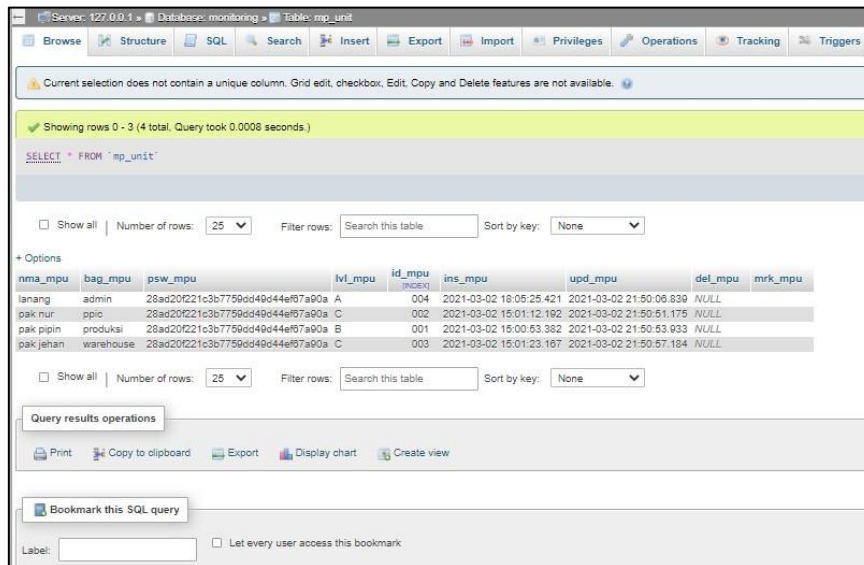 Server: 127.0.0.1 » Database: monitoring » Table: mp_unit
Browse Structure SQL Search Insert Export Import Privileges Operations Tracking Triggers
Current selection does not contain a unique column. Grid edit, checkbox, Edit, Copy and Delete features are not available.
Showing rows 0 - 3 (4 total, Query took 0.0008 seconds.)
SELECT * FROM `mp_unit`
Show all | Number of rows: 25 Filter rows: Search this table Sort by key: None
+ Options
nma_mpu bag_mpu psw_mpu lvl_mpu id_mpu [INDEX] ins_mpu upd_mpu del_mpu mrk_mpu
lanang admin 28ad20f221c3b7759dd49d44ef67a90a A 004 2021-03-02 18:05:25.421 2021-03-02 21:50:06.839 NULL
pak nur ppic 28ad20f221c3b7759dd49d44ef67a90a C 002 2021-03-02 15:01:12.192 2021-03-02 21:50:51.175 NULL
pak pipin produksi 28ad20f221c3b7759dd49d44ef67a90a B 001 2021-03-02 15:00:53.382 2021-03-02 21:50:53.933 NULL
pak jehan warehouse 28ad20f221c3b7759dd49d44ef67a90a C 003 2021-03-02 15:01:23.167 2021-03-02 21:50:57.184 NULL
Show all | Number of rows: 25 Filter rows: Search this table Sort by key: None
Query results operations
Print Copy to clipboard Export Display chart Create view
Bookmark this SQL query
Label: Let every user access this bookmark